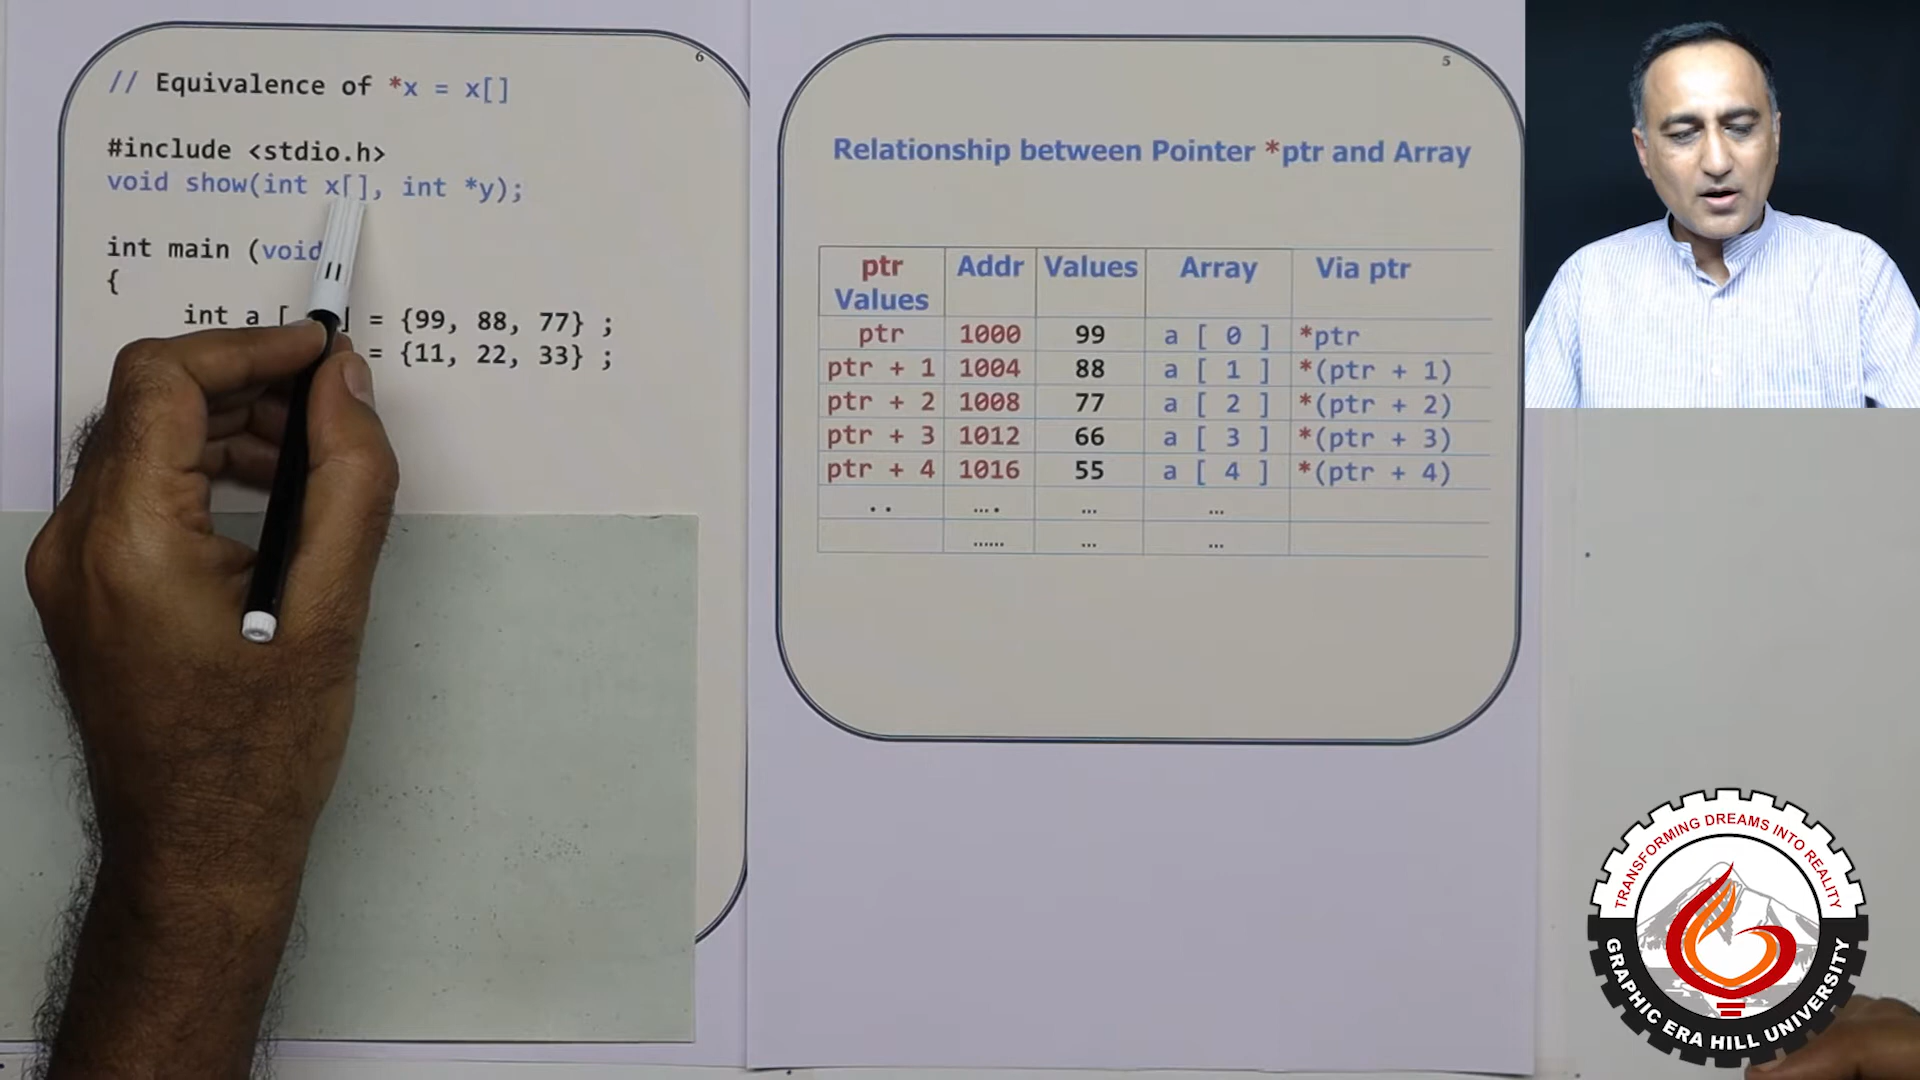 6
// Equivalence of *x = x[]
#include <stdio.h>
void show(int x[], int *y);
int main (void
{
int a [ ] = {99, 88, 77} ;
= {11, 22, 33} ;
5
Relationship between Pointer *ptr and Array
ptr Values Addr Values Array Via ptr
ptr 1000 99 a [ 0 ] *ptr
ptr + 1 1004 88 a [ 1 ] *(ptr + 1)
ptr + 2 1008 77 a [ 2 ] *(ptr + 2)
ptr + 3 1012 66 a [ 3 ] *(ptr + 3)
ptr + 4 1016 55 a [ 4 ] *(ptr + 4)
.. .... ... ...
...... ... ...
TRANSFORMING DREAMS INTO REALITY
GRAPHIC ERA HILL UNIVERSITY